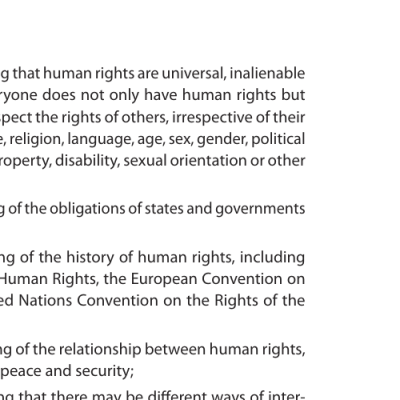 g that human rights are universal, inalienable
ryone does not only have human rights but
pect the rights of others, irrespective of their
e, religion, language, age, sex, gender, political
roperty, disability, sexual orientation or other
g of the obligations of states and governments
ng of the history of human rights, including
Human Rights, the European Convention on
ed Nations Convention on the Rights of the
ng of the relationship between human rights,
peace and security;
ng that there may be different ways of inter-